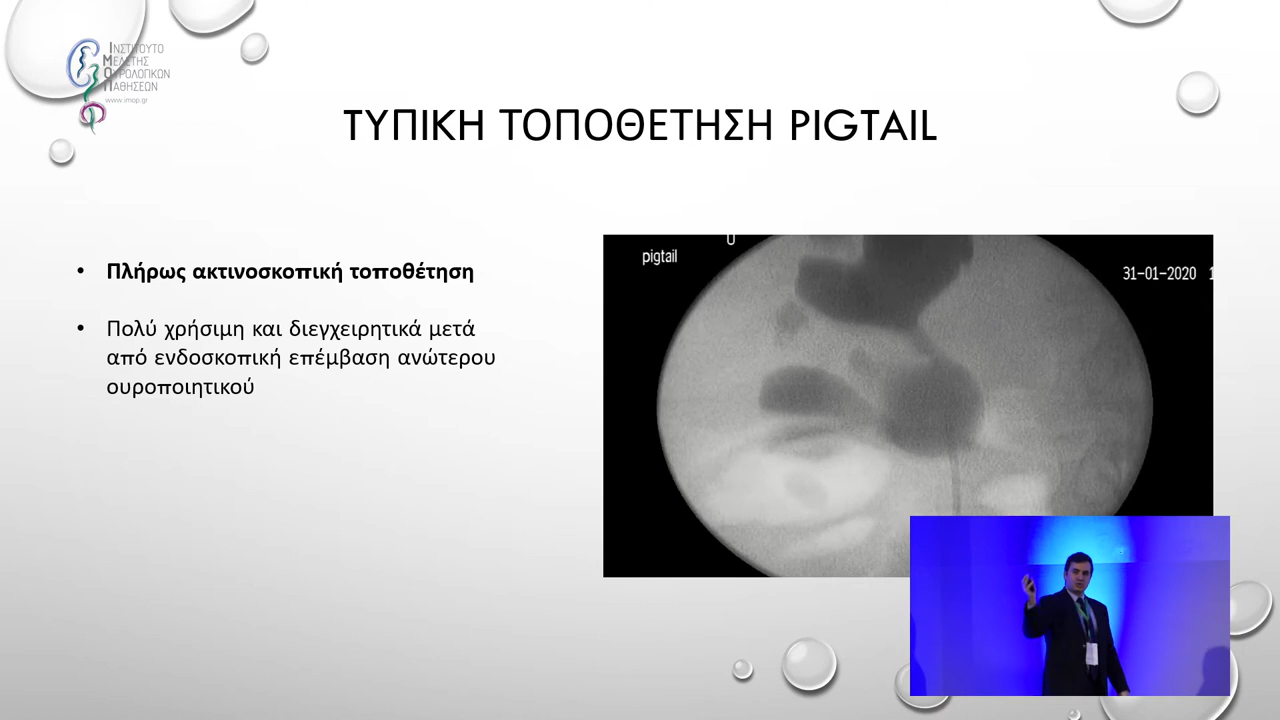 ΙΝΣΤΙΤΟΥΤΟ
ΜΕΛΕΤΗΣ
ΟΥΡΟΛΟΓΙΚΩΝ
ΠΑΘΗΣΕΩΝ
www.imop.gr
ΤΥΠΙΚΗ ΤΟΠΟΘΕΤΗΣΗ PIGTAIL
• Πλήρως ακτινοσκοπική τοποθέτηση
• Πολύ χρήσιμη και διεγχειρητικά μετά
από ενδοσκοπική επέμβαση ανώτερου
ουροποιητικού
pigtail
31-01-2020